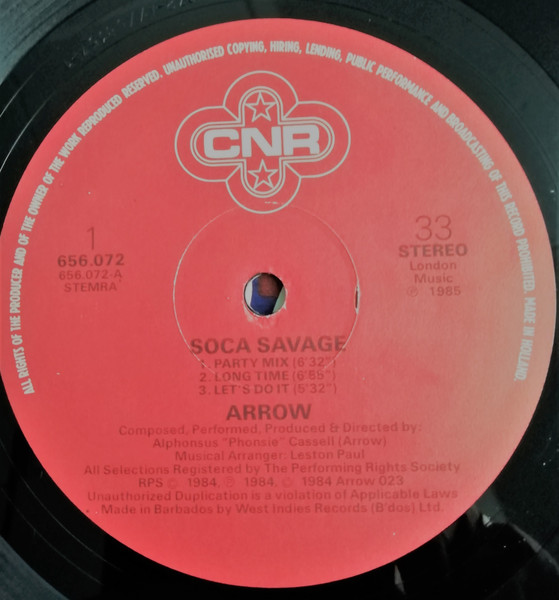 ALL RIGHTS OF THE PRODUCER AND OF THE OWNER OF THE WORK REPRODUCED RESERVED. UNAUTHORISED COPYING, HIRING, LENDING, PUBLIC PERFORMANCE AND BROADCASTING OF THIS RECORD PROHIBITED. MADE IN HOLLAND.
CNR
1
656.072
656.072-A
STEMRA
33
STEREO
London
Music
℗ 1985
SOCA SAVAGE
1. PARTY MIX (6'32")
2. LONG TIME (6'55")
3. LET'S DO IT (5'32")
ARROW
Composed, Performed, Produced & Directed by:
Alphonsus "Phonsie" Cassell (Arrow)
Musical Arranger: Leston Paul
All Selections Registered by The Performing Rights Society
RPS © 1984, ℗ 1984, © 1984 Arrow 023
Unauthorized Duplication is a violation of Applicable Laws
Made in Barbados by West Indies Records (B'dos) Ltd.